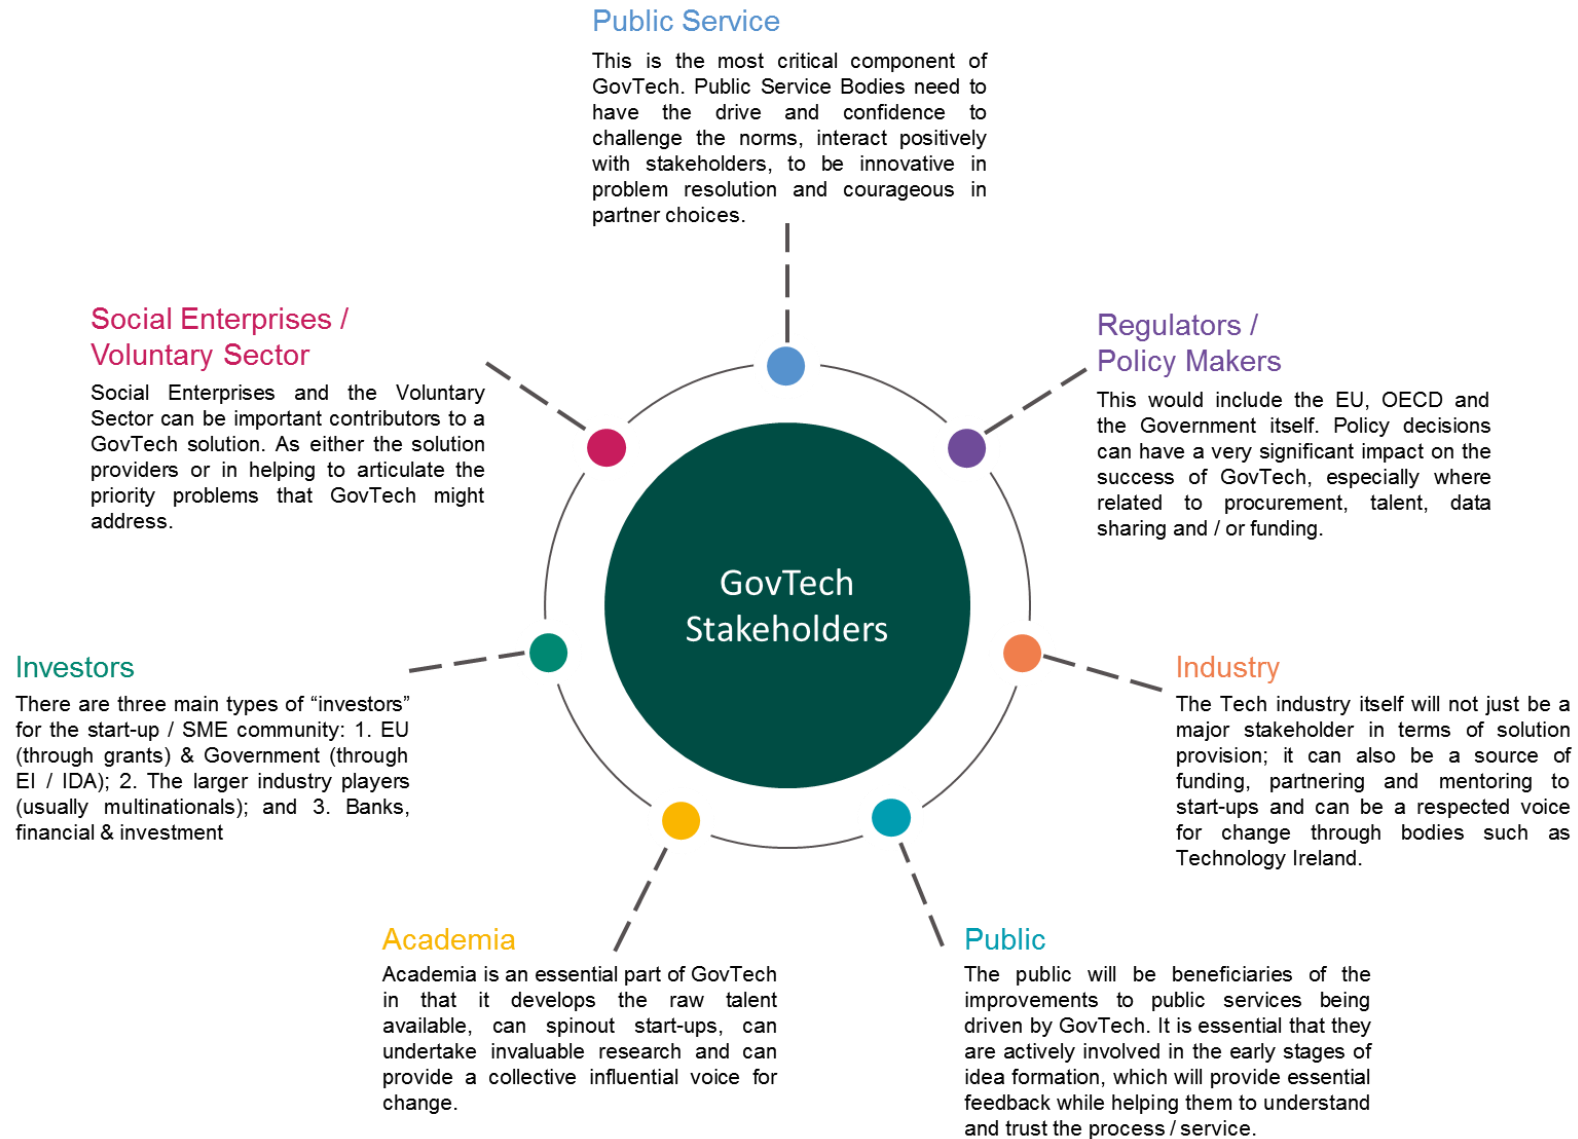 Public Service
This is the most critical component of
GovTech. Public Service Bodies need to
have the drive and confidence to
challenge the norms, interact positively
with stakeholders, to be innovative in
problem resolution and courageous in
partner choices.
Social Enterprises /
Voluntary Sector
Social Enterprises and the Voluntary
Sector can be important contributors to a
GovTech solution. As either the solution
providers or in helping to articulate the
priority problems that GovTech might
address.
Regulators /
Policy Makers
This would include the EU, OECD and
the Government itself. Policy decisions
can have a very significant impact on the
success of GovTech, especially where
related to procurement, talent, data
sharing and / or funding.
GovTech
Stakeholders
Investors
There are three main types of “investors”
for the start-up / SME community: 1. EU
(through grants) & Government (through
EI / IDA); 2. The larger industry players
(usually multinationals); and 3. Banks,
financial & investment
Industry
The Tech industry itself will not just be a
major stakeholder in terms of solution
provision; it can also be a source of
funding, partnering and mentoring to
start-ups and can be a respected voice
for change through bodies such as
Technology Ireland.
Academia
Academia is an essential part of GovTech
in that it develops the raw talent
available, can spinout start-ups, can
undertake invaluable research and can
provide a collective influential voice for
change.
Public
The public will be beneficiaries of the
improvements to public services being
driven by GovTech. It is essential that they
are actively involved in the early stages of
idea formation, which will provide essential
feedback while helping them to understand
and trust the process / service.